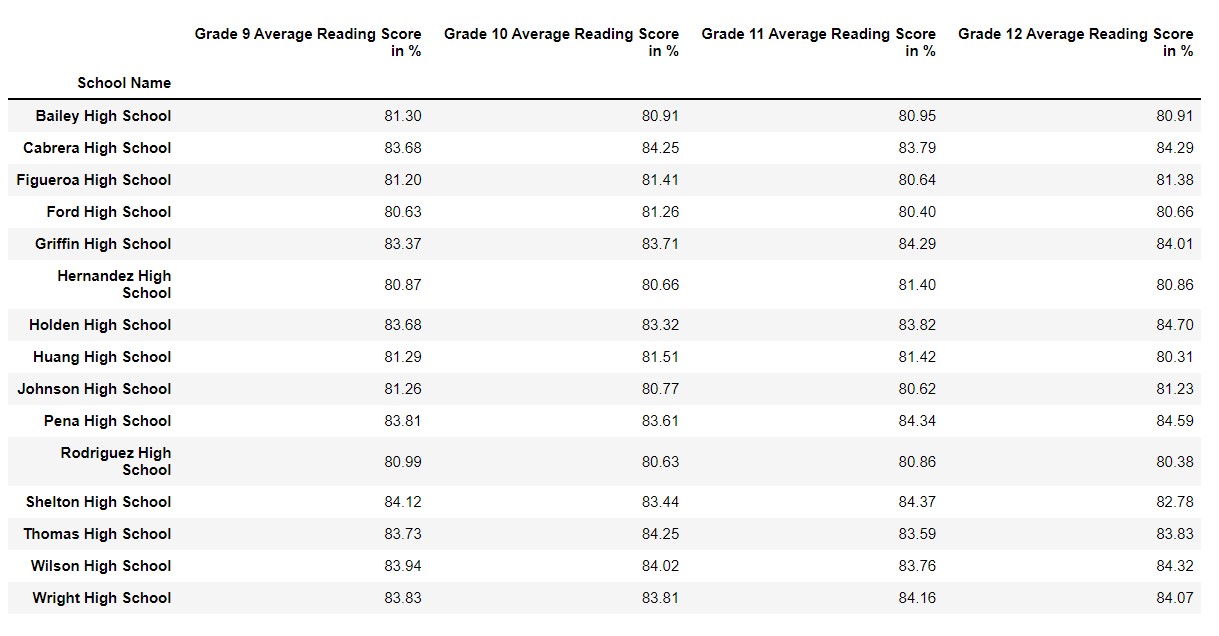 Grade 9 Average Reading Score in % Grade 10 Average Reading Score in % Grade 11 Average Reading Score in % Grade 12 Average Reading Score in %
School Name
Bailey High School 81.30 80.91 80.95 80.91
Cabrera High School 83.68 84.25 83.79 84.29
Figueroa High School 81.20 81.41 80.64 81.38
Ford High School 80.63 81.26 80.40 80.66
Griffin High School 83.37 83.71 84.29 84.01
Hernandez High School 80.87 80.66 81.40 80.86
Holden High School 83.68 83.32 83.82 84.70
Huang High School 81.29 81.51 81.42 80.31
Johnson High School 81.26 80.77 80.62 81.23
Pena High School 83.81 83.61 84.34 84.59
Rodriguez High School 80.99 80.63 80.86 80.38
Shelton High School 84.12 83.44 84.37 82.78
Thomas High School 83.73 84.25 83.59 83.83
Wilson High School 83.94 84.02 83.76 84.32
Wright High School 83.83 83.81 84.16 84.07